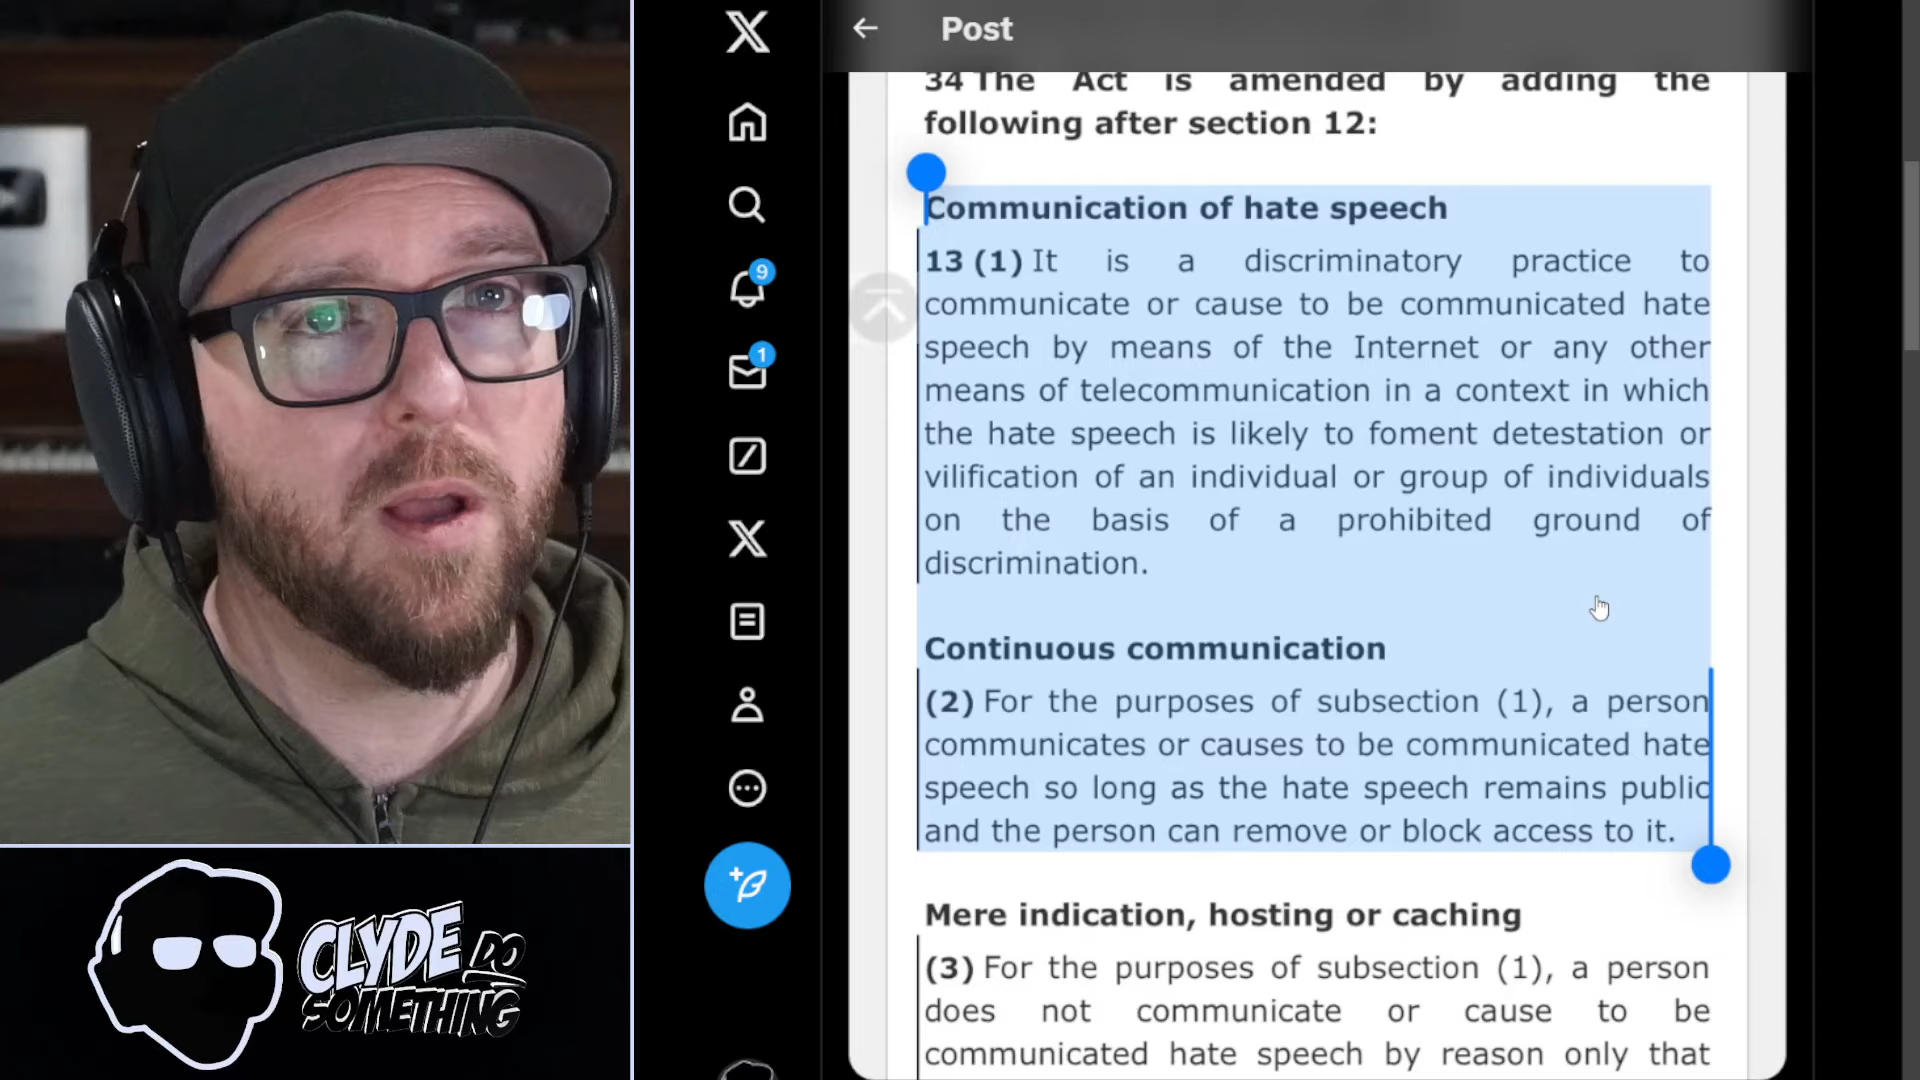 CLYDE DO
SOMETHING
9
1
Post
34 The Act is amended by adding the
following after section 12:
Communication of hate speech
13 (1) It is a discriminatory practice to
communicate or cause to be communicated hate
speech by means of the Internet or any other
means of telecommunication in a context in which
the hate speech is likely to foment detestation or
vilification of an individual or group of individuals
on the basis of a prohibited ground of
discrimination.
Continuous communication
(2) For the purposes of subsection (1), a person
communicates or causes to be communicated hate
speech so long as the hate speech remains public
and the person can remove or block access to it.
Mere indication, hosting or caching
(3) For the purposes of subsection (1), a person
does not communicate or cause to be
communicated hate speech by reason only that